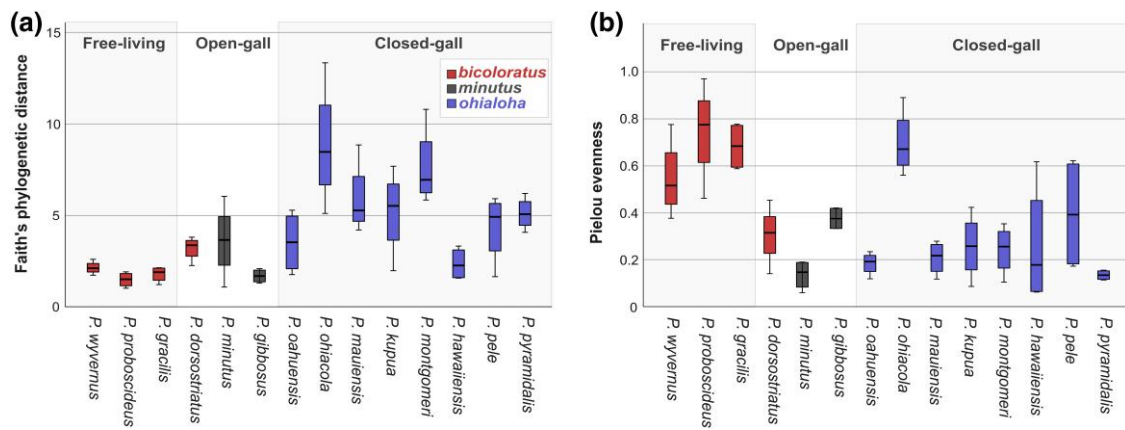 (a)
Free-living Open-gall Closed-gall
bicoloratus
minutus
ohialoha
Faith's phylogenetic distance
15
10
5
0
P. wyvernus
P. proboscideus
P. gracilis
P. dorsostriatus
P. minutus
P. gibbosus
P. oahuensis
P. ohiacola
P. mauiensis
P. kupua
P. montgomeri
P. hawaiiensis
P. pele
P. pyramidalis
(b)
Free-living Open-gall Closed-gall
Pielou evenness
1.0
0.8
0.6
0.4
0.2
0
P. wyvernus
P. proboscideus
P. gracilis
P. dorsostriatus
P. minutus
P. gibbosus
P. oahuensis
P. ohiacola
P. mauiensis
P. kupua
P. montgomeri
P. hawaiiensis
P. pele
P. pyramidalis